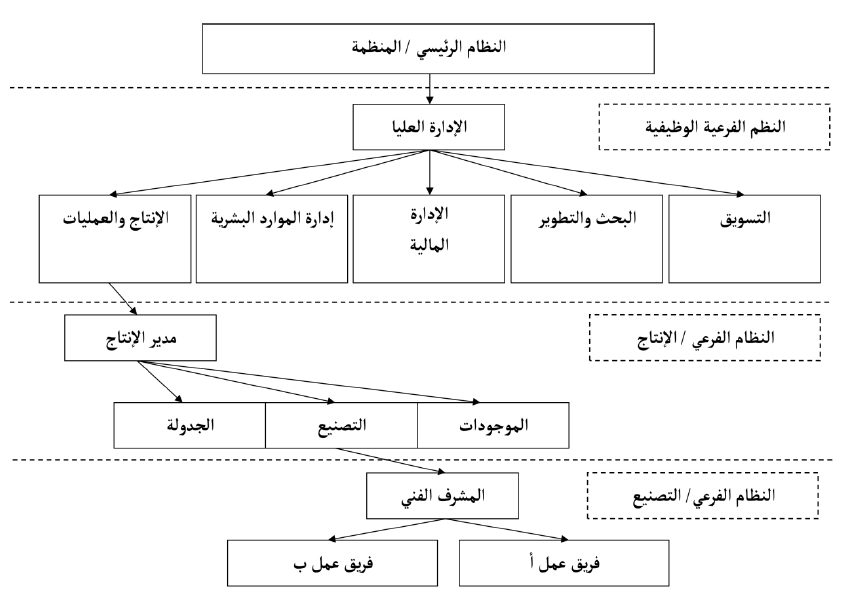 النظام الرئيسي / المنظمة
الإدارة العليا
النظم الفرعية الوظيفية
التسويق
البحث والتطوير
الإدارة
المالية
إدارة الموارد البشرية
الإنتاج والعمليات
النظام الفرعي / الإنتاج
مدير الإنتاج
الموجودات
التصنيع
الجدولة
النظام الفرعي/ التصنيع
المشرف الفني
فريق عمل أ
فريق عمل ب